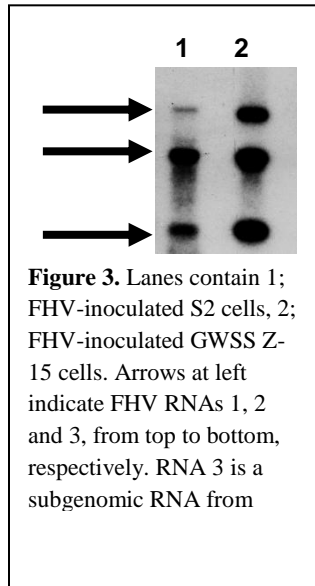 1 2
Figure 3. Lanes contain 1;
FHV-inoculated S2 cells, 2;
FHV-inoculated GWSS Z-
15 cells. Arrows at left
indicate FHV RNAs 1, 2
and 3, from top to bottom,
respectively. RNA 3 is a
subgenomic RNA from